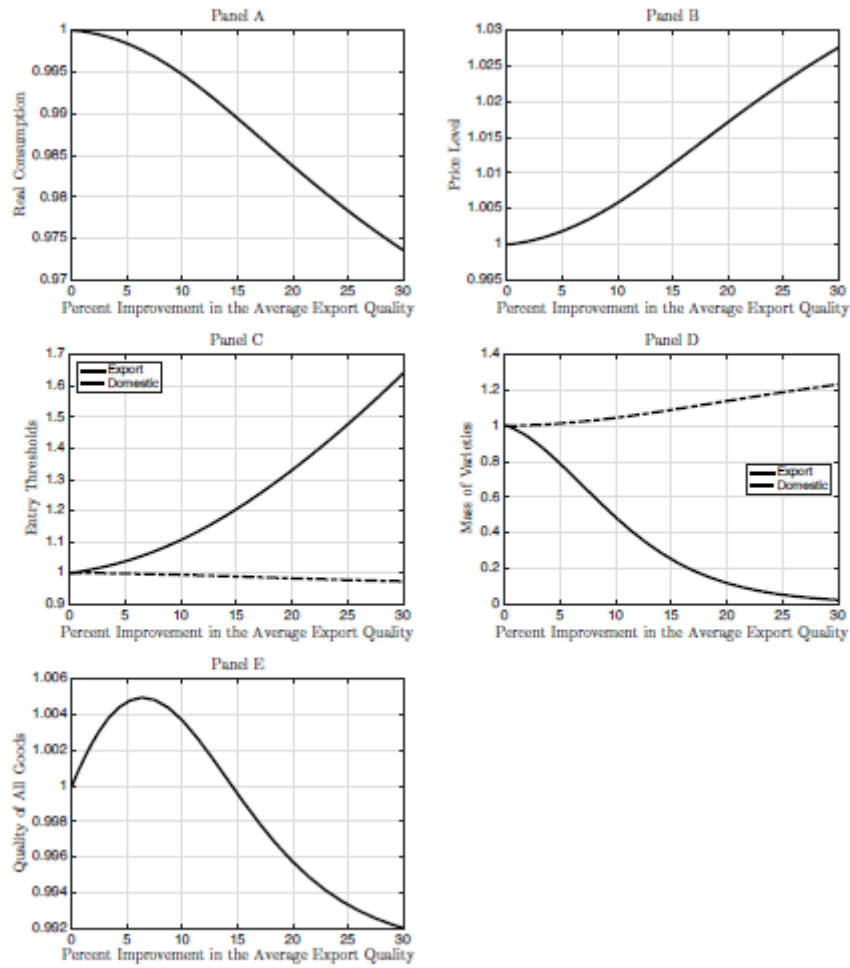 Panel A
1
0.995
0.99
0.985
0.98
0.975
0.97
Real Consumption
0 5 10 15 20 25 30
Percent Improvement in the Average Export Quality
Panel B
1.03
1.025
1.02
1.015
1.01
1.005
1
0.995
Price Level
0 5 10 15 20 25 30
Percent Improvement in the Average Export Quality
Panel C
1.7
1.6
1.5
1.4
1.3
1.2
1.1
1
0.9
Entry Thresholds
Export
Domestic
0 5 10 15 20 25 30
Percent Improvement in the Average Export Quality
Panel D
1.4
1.2
1
0.8
0.6
0.4
0.2
0
Mass of Varieties
Export
Domestic
0 5 10 15 20 25 30
Percent Improvement in the Average Export Quality
Panel E
1.006
1.004
1.002
1
0.998
0.996
0.994
0.992
Quality of All Goods
0 5 10 15 20 25 30
Percent Improvement in the Average Export Quality